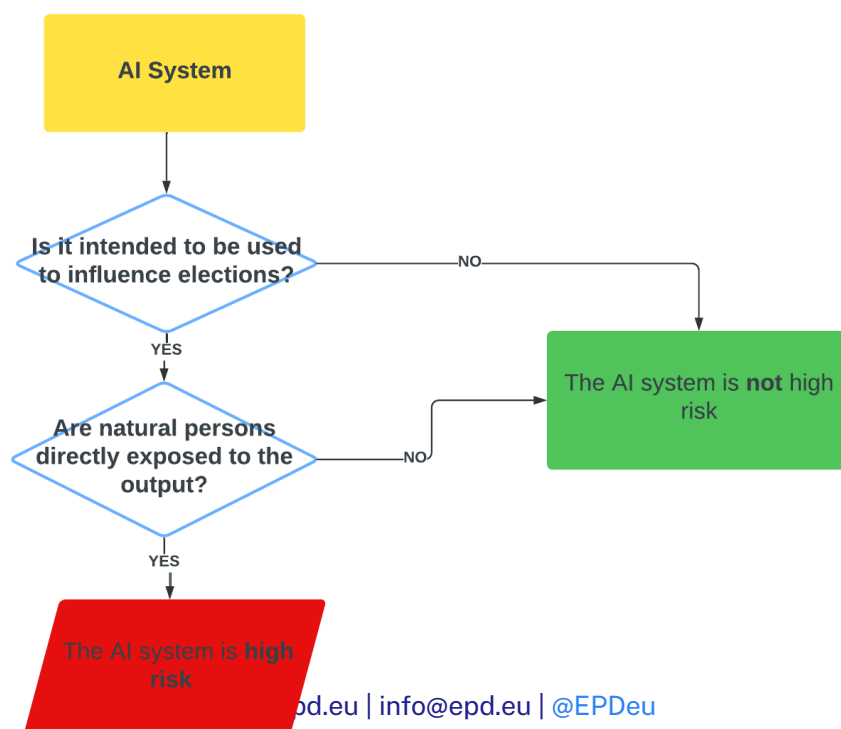 AI System
Is it intended to be used
to influence elections?
NO
YES
The AI system is not high
risk
Are natural persons
directly exposed to the
output?
NO
YES
The AI system is high
risk
pd.eu | info@epd.eu | @EPDeu